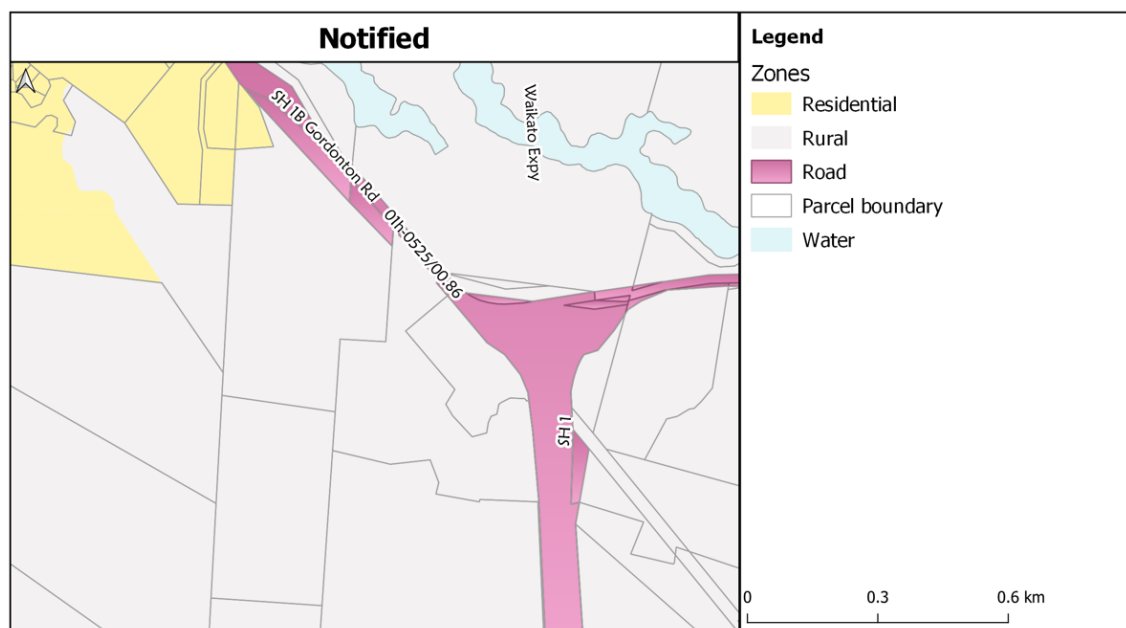 Notified
SH 1B Gordonton Rd
01h-0525/00.86
Waikato Expy
SH 1
Legend
Zones
Residential
Rural
Road
Parcel boundary
Water
0 0.3 0.6 km